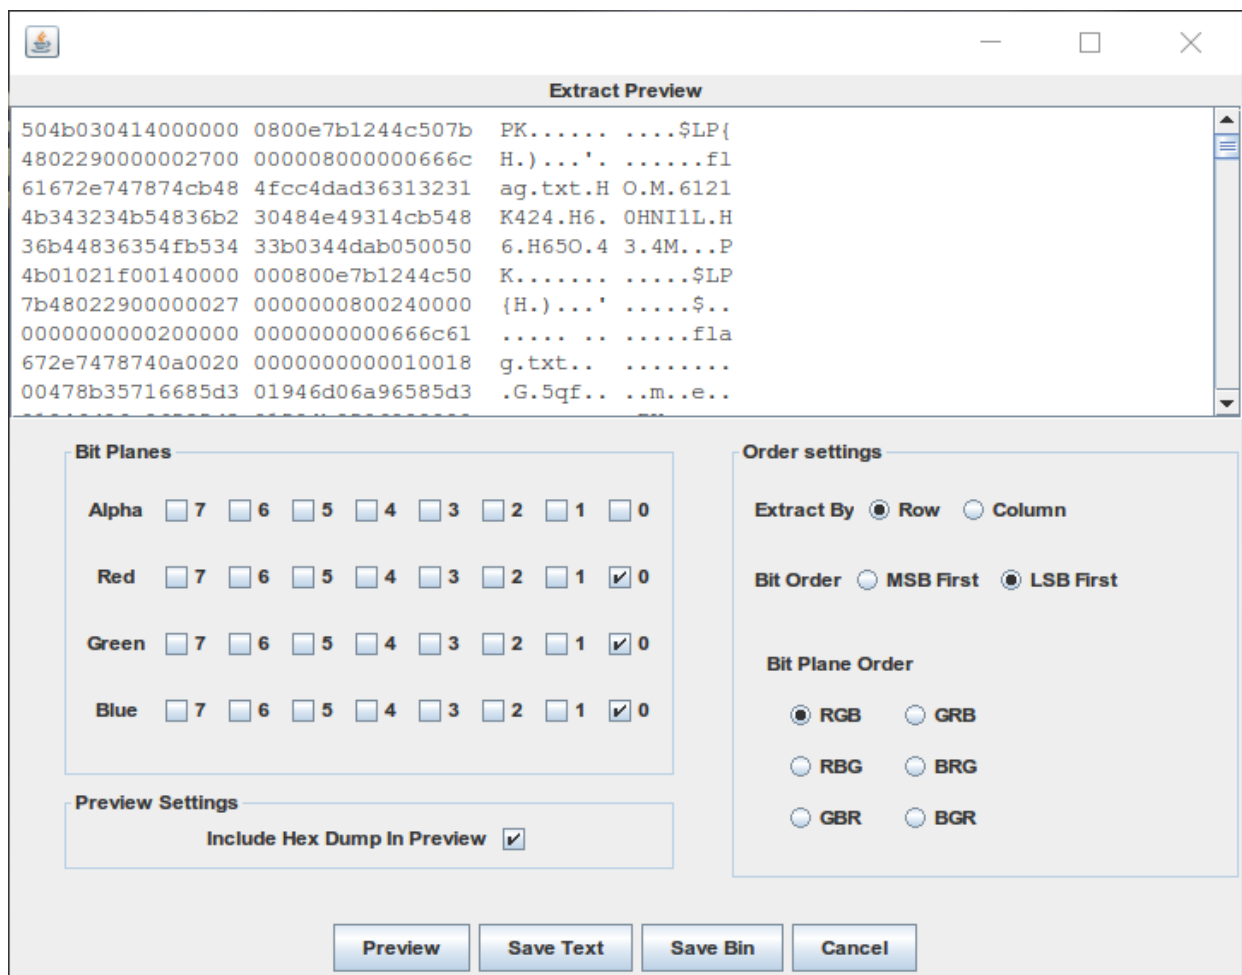 Extract Preview
504b030414000000 0800e7b1244c507b PK...... ....$LP{
4802290000002700 000008000000666c H.)...'. ......fl
61672e747874cb48 4fcc4dad36313231 ag.txt.H O.M.6121
4b343234b54836b2 30484e49314cb548 K424.H6. 0HNI1L.H
36b44836354fb534 33b0344dab050050 6.H65O.4 3.4M...P
4b01021f00140000 000800e7b1244c50 K....... .....$LP
7b48022900000027 0000000800240000 {H.)...' .....$..
0000000000200000 0000000000666c61 ..... .. .....fla
672e7478740a0020 0000000000010018 g.txt.. ........
00478b35716685d3 01946d06a96585d3 .G.5qf.. ..m..e..
Bit Planes
Alpha 7 6 5 4 3 2 1 0
Red 7 6 5 4 3 2 1 0
Green 7 6 5 4 3 2 1 0
Blue 7 6 5 4 3 2 1 0
Preview Settings
Include Hex Dump In Preview
Order settings
Extract By Row Column
Bit Order MSB First LSB First
Bit Plane Order
RGB GRB
RBG BRG
GBR BGR
Preview Save Text Save Bin Cancel